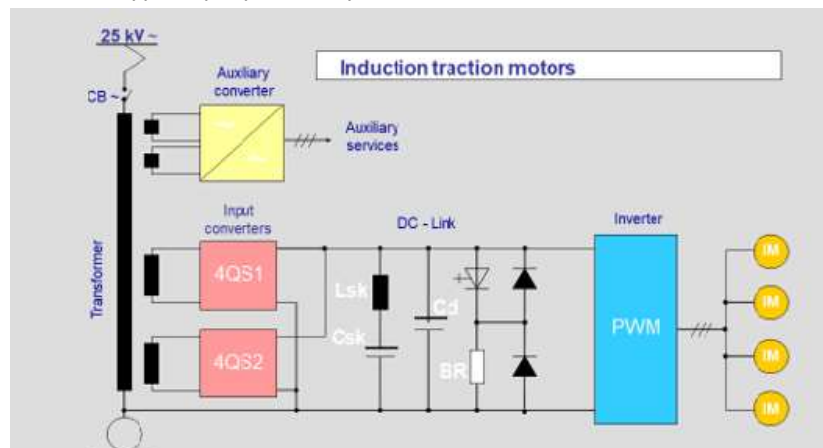 25 kV ~
Induction traction motors
Auxiliary
converter
CB ~
Auxiliary
services
Input
converters
DC - Link
Inverter
Transformer
4QS1
Lsk
Cd
PWM
Csk
4QS2
BR
IM
IM
IM
IM